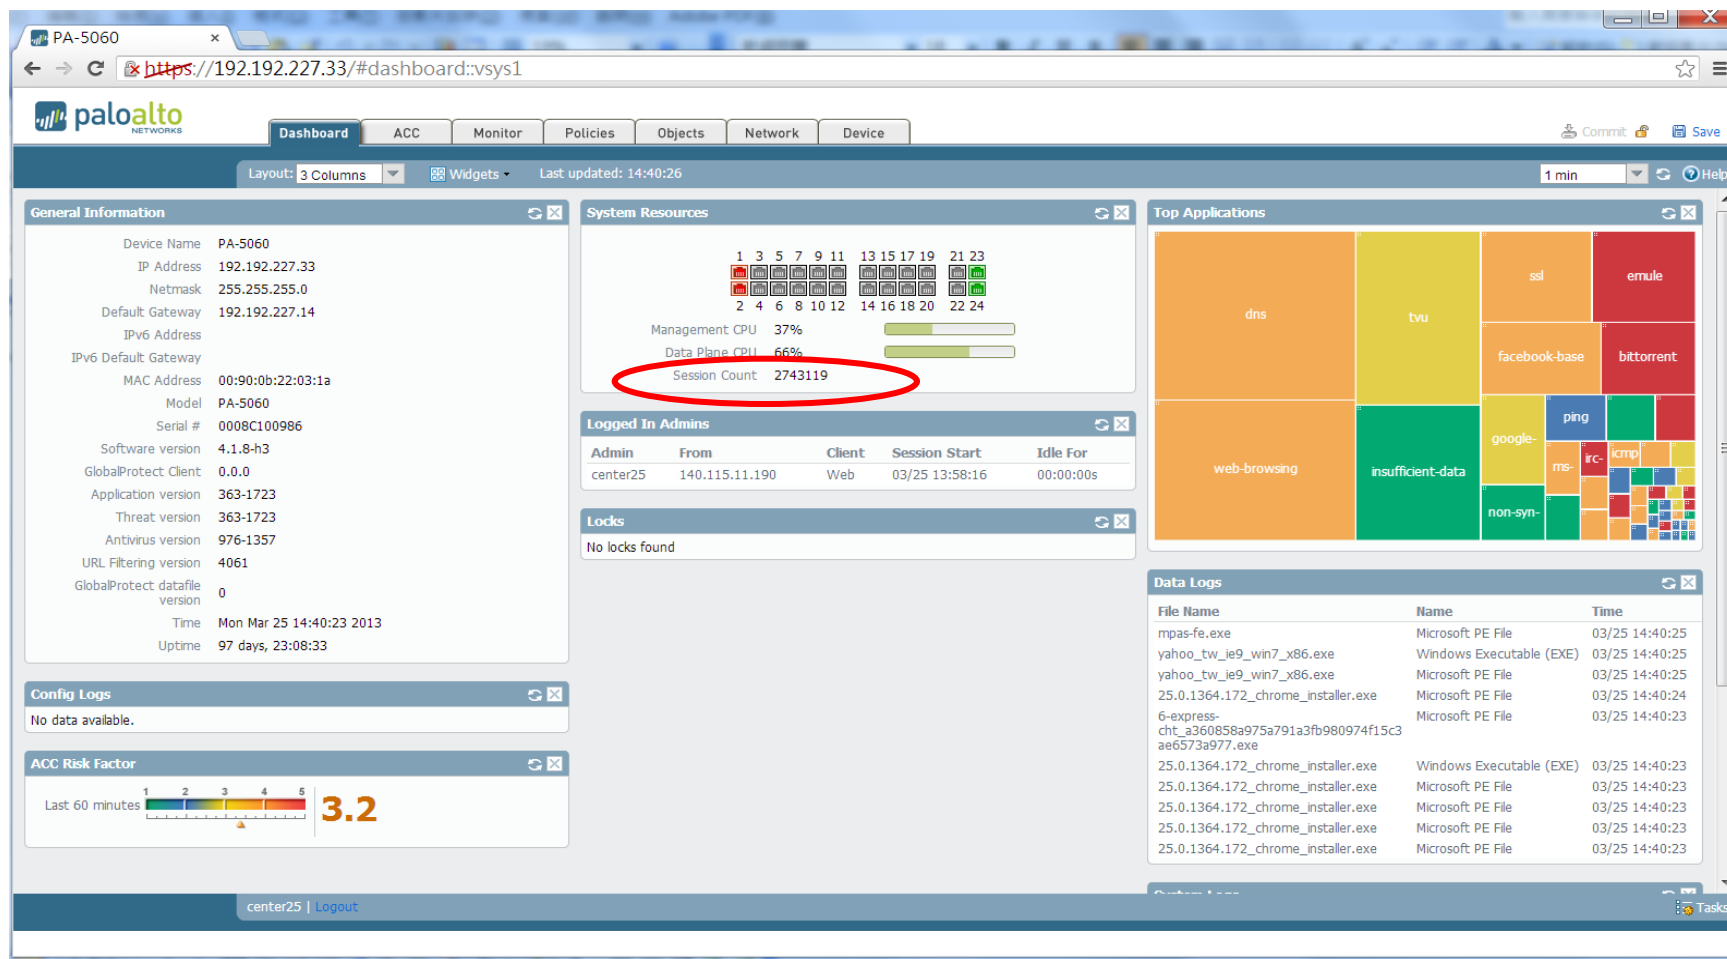 PA-5060
https://192.192.227.33/#dashboard::vsys1
paloalto
NETWORKS
Dashboard ACC Monitor Policies Objects Network Device
Commit Save
Layout: 3 Columns Widgets Last updated: 14:40:26
1 min Help
General Information
Device Name PA-5060
IP Address 192.192.227.33
Netmask 255.255.255.0
Default Gateway 192.192.227.14
IPv6 Address
IPv6 Default Gateway
MAC Address 00:90:0b:22:03:1a
Model PA-5060
Serial # 0008C100986
Software version 4.1.8-h3
GlobalProtect Client 0.0.0
Application version 363-1723
Threat version 363-1723
Antivirus version 976-1357
URL Filtering version 4061
GlobalProtect datafile
version 0
Time Mon Mar 25 14:40:23 2013
Uptime 97 days, 23:08:33
Config Logs
No data available.
ACC Risk Factor
1 2 3 4 5
Last 60 minutes 3.2
System Resources
1 3 5 7 9 11 13 15 17 19 21 23
2 4 6 8 10 12 14 16 18 20 22 24
Management CPU 37%
Data Plane CPU 66%
Session Count 2743119
Logged In Admins
Admin From Client Session Start Idle For
center25 140.115.11.190 Web 03/25 13:58:16 00:00:00s
Locks
No locks found
Top Applications
dns
tvu
ssl
emule
facebook-base
bittorrent
web-browsing
insufficient-data
google-
ping
ms-
irc-
icmp
non-syn-
Data Logs
File Name Name Time
mpas-fe.exe Microsoft PE File 03/25 14:40:25
yahoo_tw_ie9_win7_x86.exe Windows Executable (EXE) 03/25 14:40:25
yahoo_tw_ie9_win7_x86.exe Microsoft PE File 03/25 14:40:25
25.0.1364.172_chrome_installer.exe Microsoft PE File 03/25 14:40:24
6-express- Microsoft PE File 03/25 14:40:23
cht_a360858a975a791a3fb980974f15c3
ae6573a977.exe
25.0.1364.172_chrome_installer.exe Windows Executable (EXE) 03/25 14:40:23
25.0.1364.172_chrome_installer.exe Microsoft PE File 03/25 14:40:23
25.0.1364.172_chrome_installer.exe Microsoft PE File 03/25 14:40:23
25.0.1364.172_chrome_installer.exe Microsoft PE File 03/25 14:40:23
25.0.1364.172_chrome_installer.exe Microsoft PE File 03/25 14:40:23
center25 | Logout
Tasks